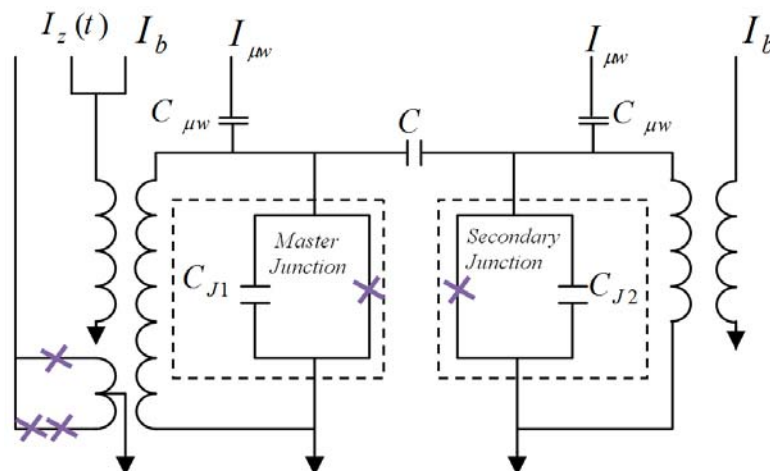 I_z(t) I_b I_μw I_μw I_b
C_μw C C_μw
Master Secondary
Junction Junction
C_J1 C_J2